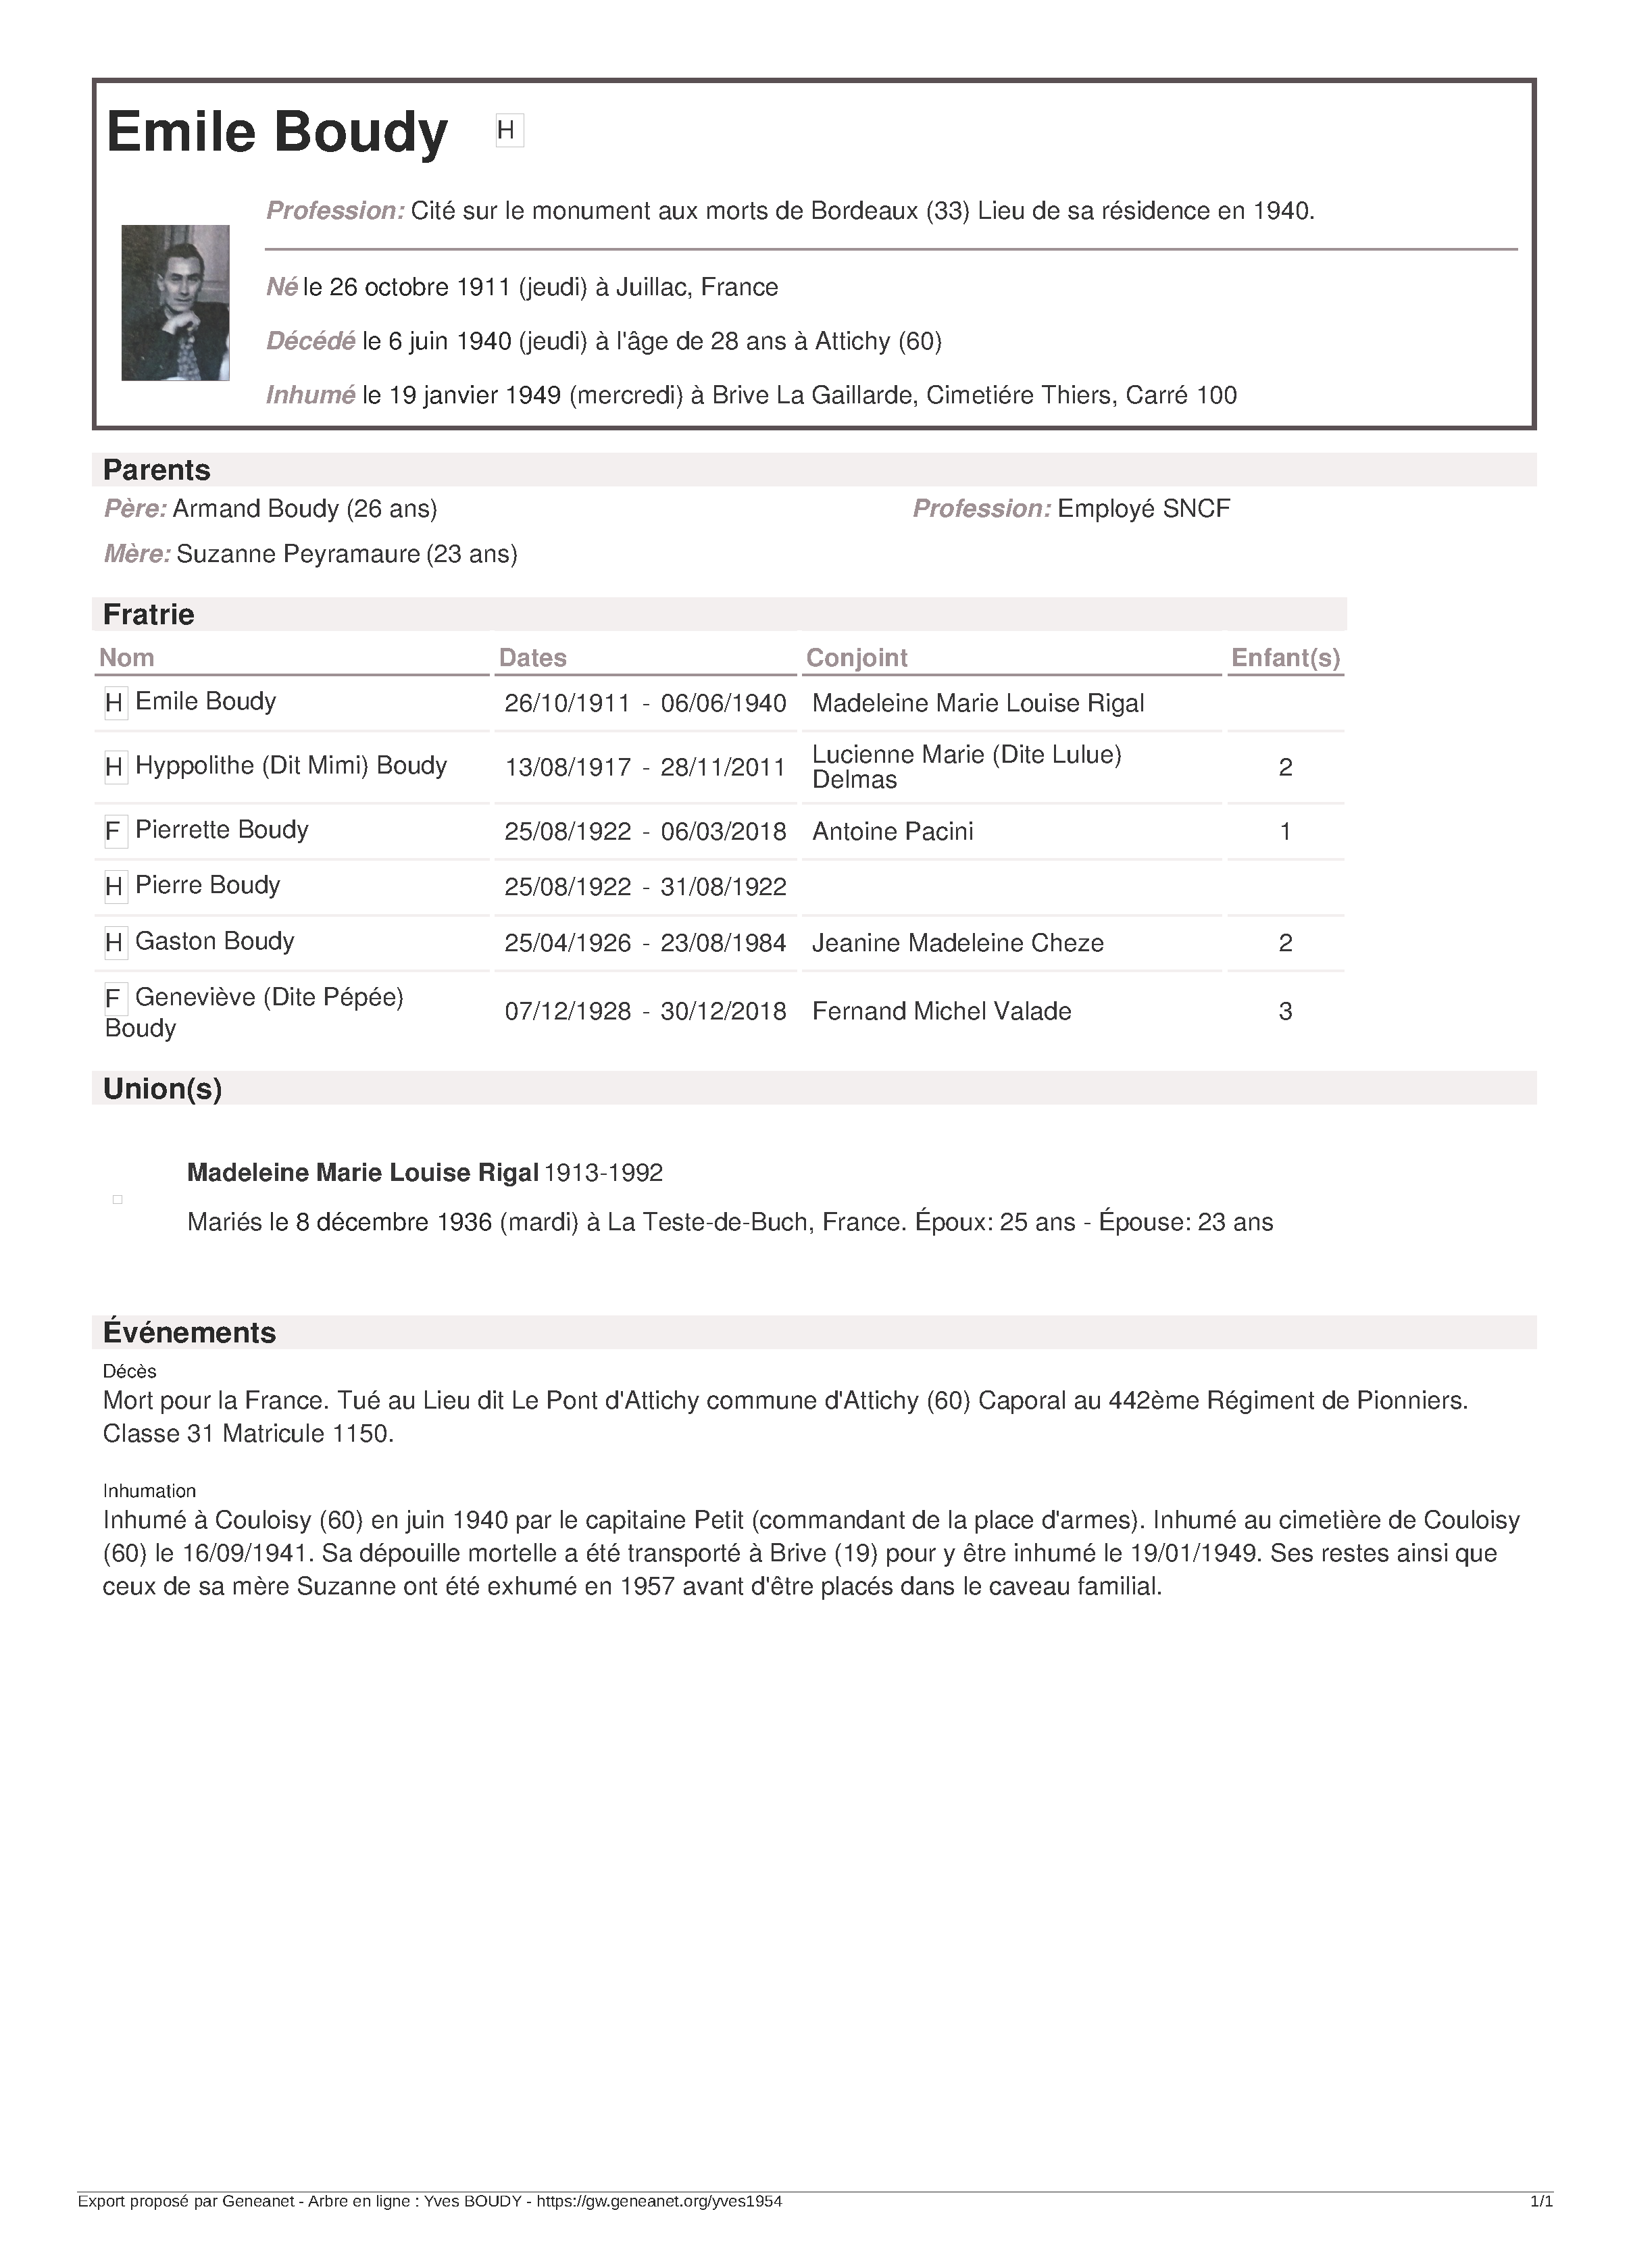 Emile Boudy H
Profession: Cité sur le monument aux morts de Bordeaux (33) Lieu de sa résidence en 1940.
Né le 26 octobre 1911 (jeudi) à Juillac, France
Décédé le 6 juin 1940 (jeudi) à l'âge de 28 ans à Attichy (60)
Inhumé le 19 janvier 1949 (mercredi) à Brive La Gaillarde, Cimetiére Thiers, Carré 100
Parents
Père: Armand Boudy (26 ans) Profession: Employé SNCF
Mère: Suzanne Peyramaure (23 ans)
Fratrie
Nom Dates Conjoint Enfant(s)
H Emile Boudy 26/10/1911 - 06/06/1940 Madeleine Marie Louise Rigal
H Hyppolithe (Dit Mimi) Boudy 13/08/1917 - 28/11/2011 Lucienne Marie (Dite Lulue) 2
Delmas
F Pierrette Boudy 25/08/1922 - 06/03/2018 Antoine Pacini 1
H Pierre Boudy 25/08/1922 - 31/08/1922
H Gaston Boudy 25/04/1926 - 23/08/1984 Jeanine Madeleine Cheze 2
F Geneviève (Dite Pépée) 07/12/1928 - 30/12/2018 Fernand Michel Valade 3
Boudy
Union(s)
Madeleine Marie Louise Rigal 1913-1992
Mariés le 8 décembre 1936 (mardi) à La Teste-de-Buch, France. Époux: 25 ans - Épouse: 23 ans
Événements
Décès
Mort pour la France. Tué au Lieu dit Le Pont d'Attichy commune d'Attichy (60) Caporal au 442ème Régiment de Pionniers.
Classe 31 Matricule 1150.
Inhumation
Inhumé à Couloisy (60) en juin 1940 par le capitaine Petit (commandant de la place d'armes). Inhumé au cimetière de Couloisy
(60) le 16/09/1941. Sa dépouille mortelle a été transporté à Brive (19) pour y être inhumé le 19/01/1949. Ses restes ainsi que
ceux de sa mère Suzanne ont été exhumé en 1957 avant d'être placés dans le caveau familial.
Export proposé par Geneanet - Arbre en ligne : Yves BOUDY - https://gw.geneanet.org/yves1954 1/1